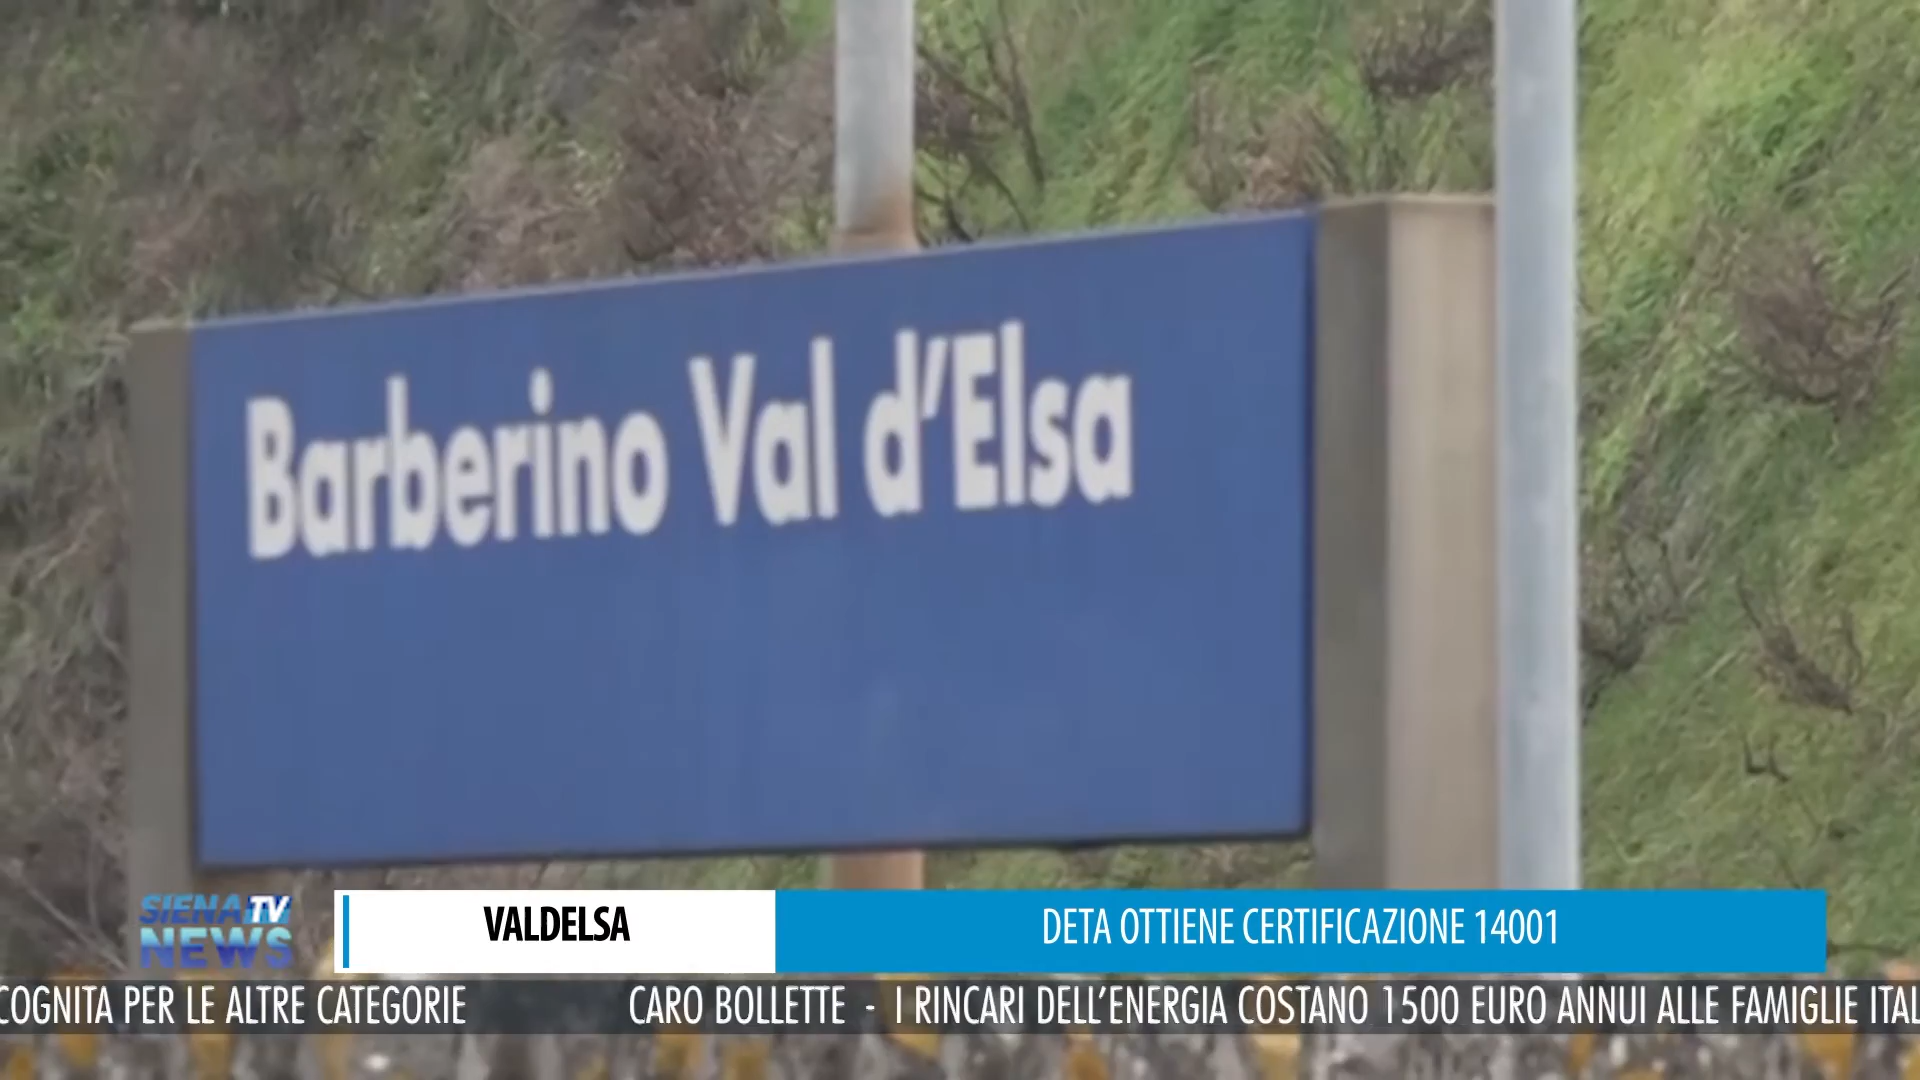 Barberino Val d'Elsa
SIENA TV
NEWS
VALDELSA
DETA OTTIENE CERTIFICAZIONE 14001
COGNITA PER LE ALTRE CATEGORIE
CARO BOLLETTE - I RINCARI DELL'ENERGIA COSTANO 1500 EURO ANNUI ALLE FAMIGLIE ITAL